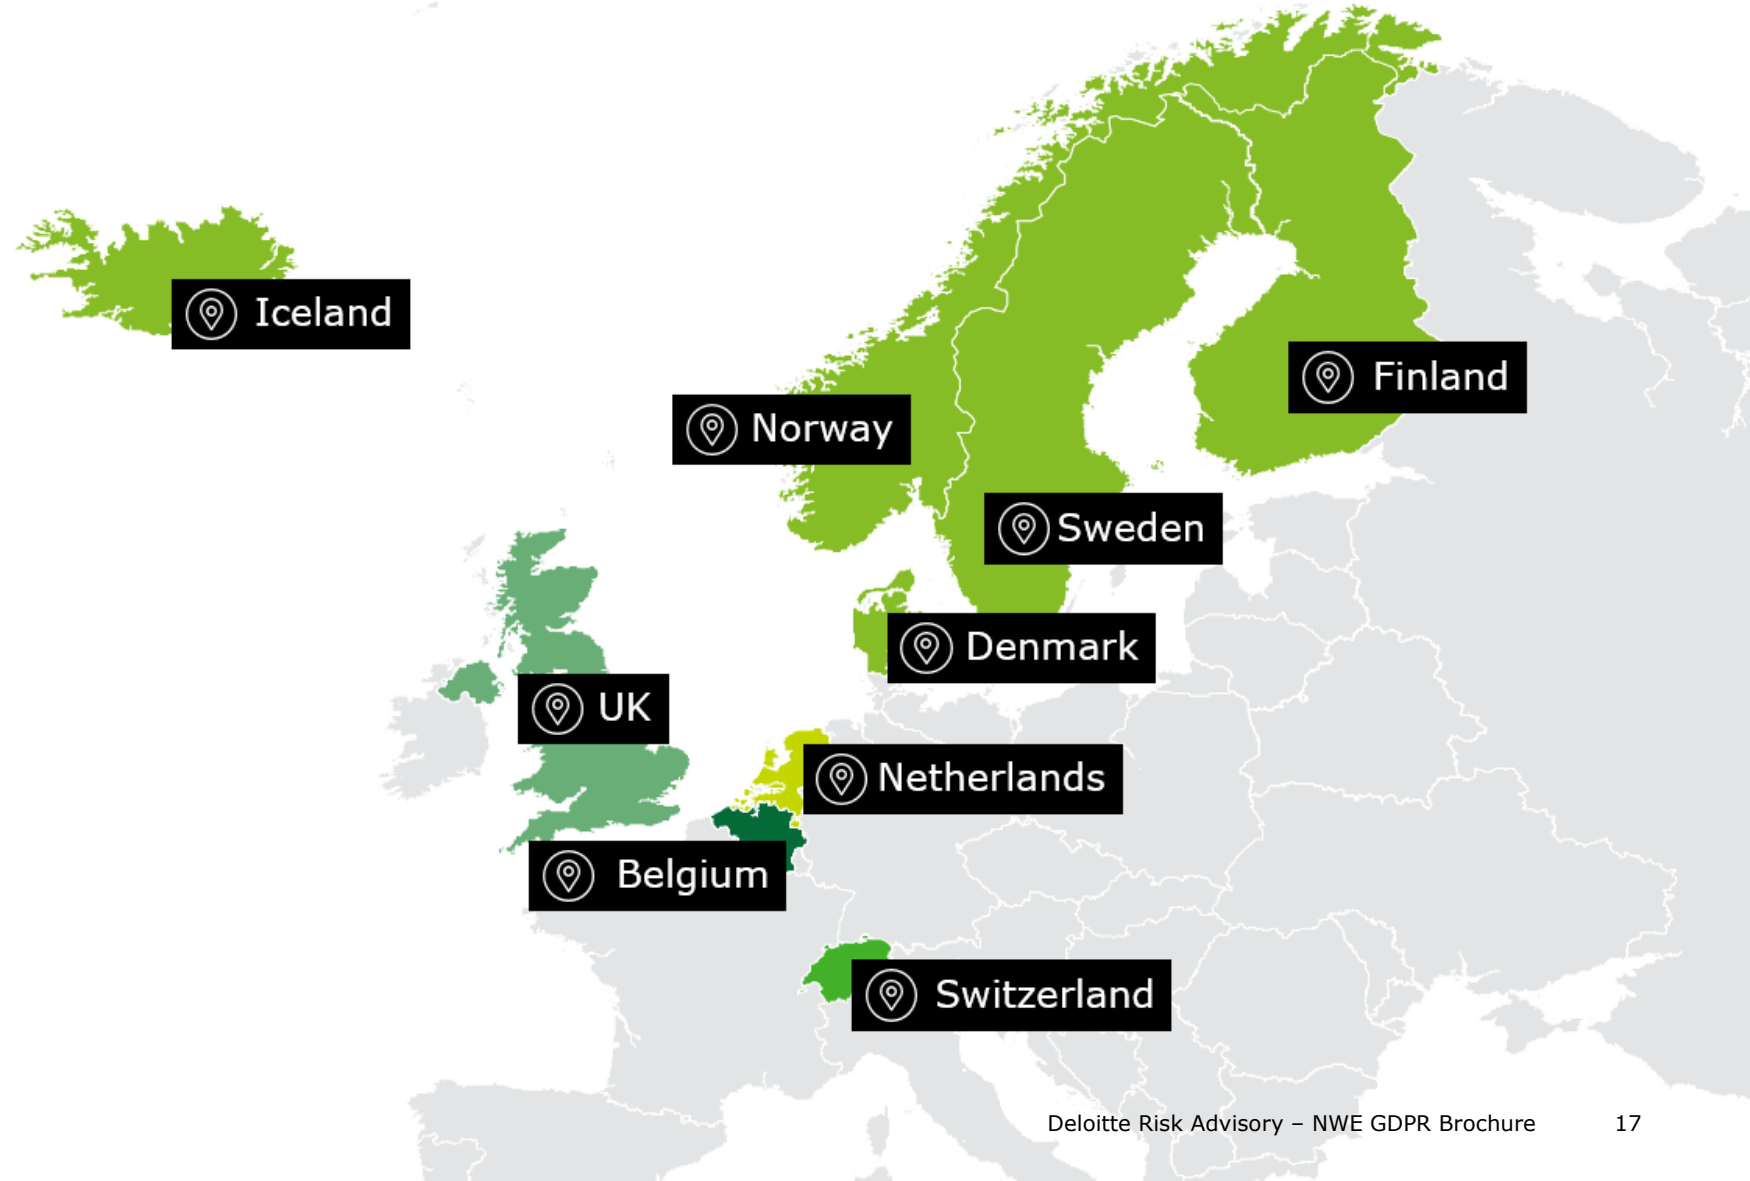 Iceland
Finland
Norway
Sweden
Denmark
UK
Netherlands
Belgium
Switzerland
Deloitte Risk Advisory – NWE GDPR Brochure 17